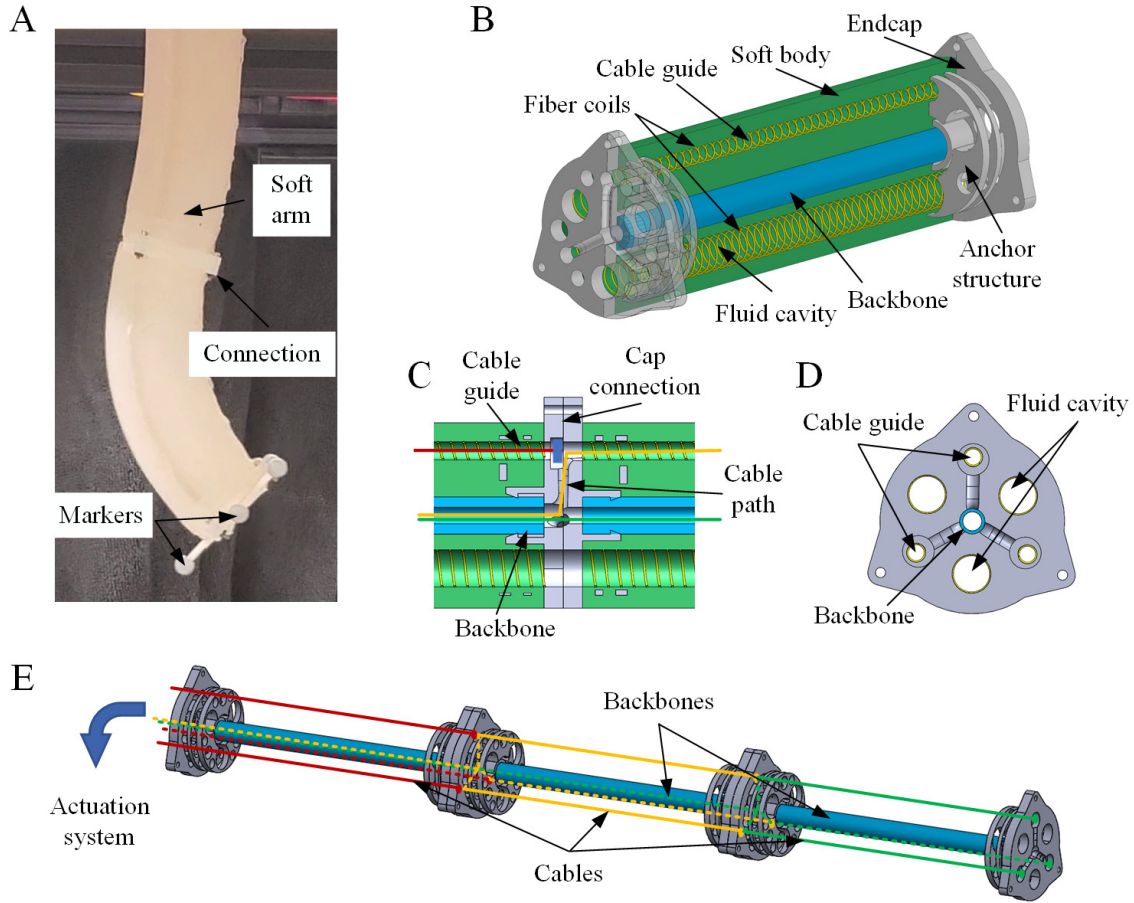 A
Soft
arm
Connection
Markers
B
Endcap
Soft body
Cable guide
Fiber coils
Anchor
structure
Backbone
Fluid cavity
C
Cable
guide
Cap
connection
Cable
path
Backbone
D
Fluid cavity
Cable guide
Backbone
E
Backbones
Actuation
system
Cables